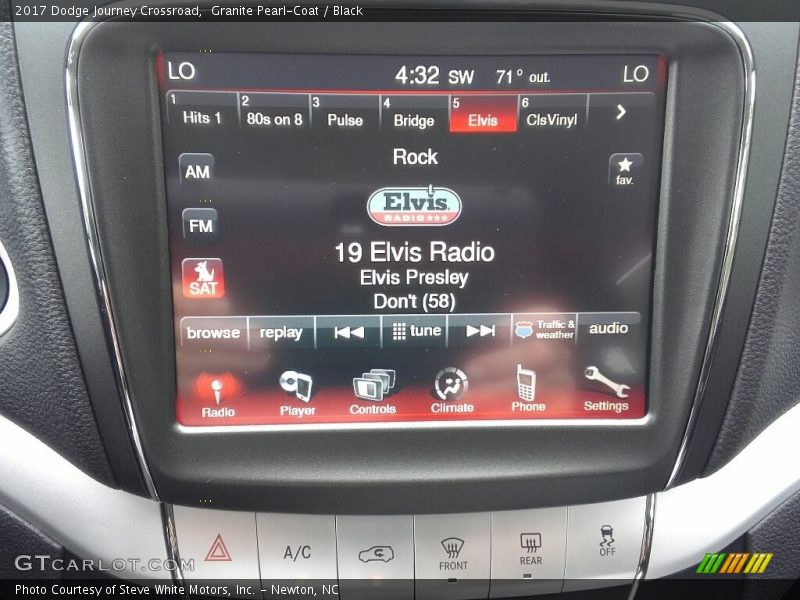 2017 Dodge Journey Crossroad, Granite Pearl-Coat / Black
LO 4:32 SW 71° out. LO
1 Hits 1 2 80s on 8 3 Pulse 4 Bridge 5 Elvis 6 ClsVinyl
Rock
AM
fav.
Elvis
RADIO
FM
19 Elvis Radio
SAT
Elvis Presley
Don't (58)
browse replay tune Traffic & weather audio
Radio Player Controls Climate Phone Settings
A/C FRONT REAR OFF
GTCARLOT.COM
Photo Courtesy of Steve White Motors, Inc. - Newton, NC